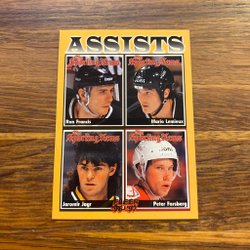 ASSISTS
The Sporting News
The Sporting News
Ron Francis
Mario Lemieux
The Sporting News
The Sporting News
Jaromir Jagr
Peter Forsberg